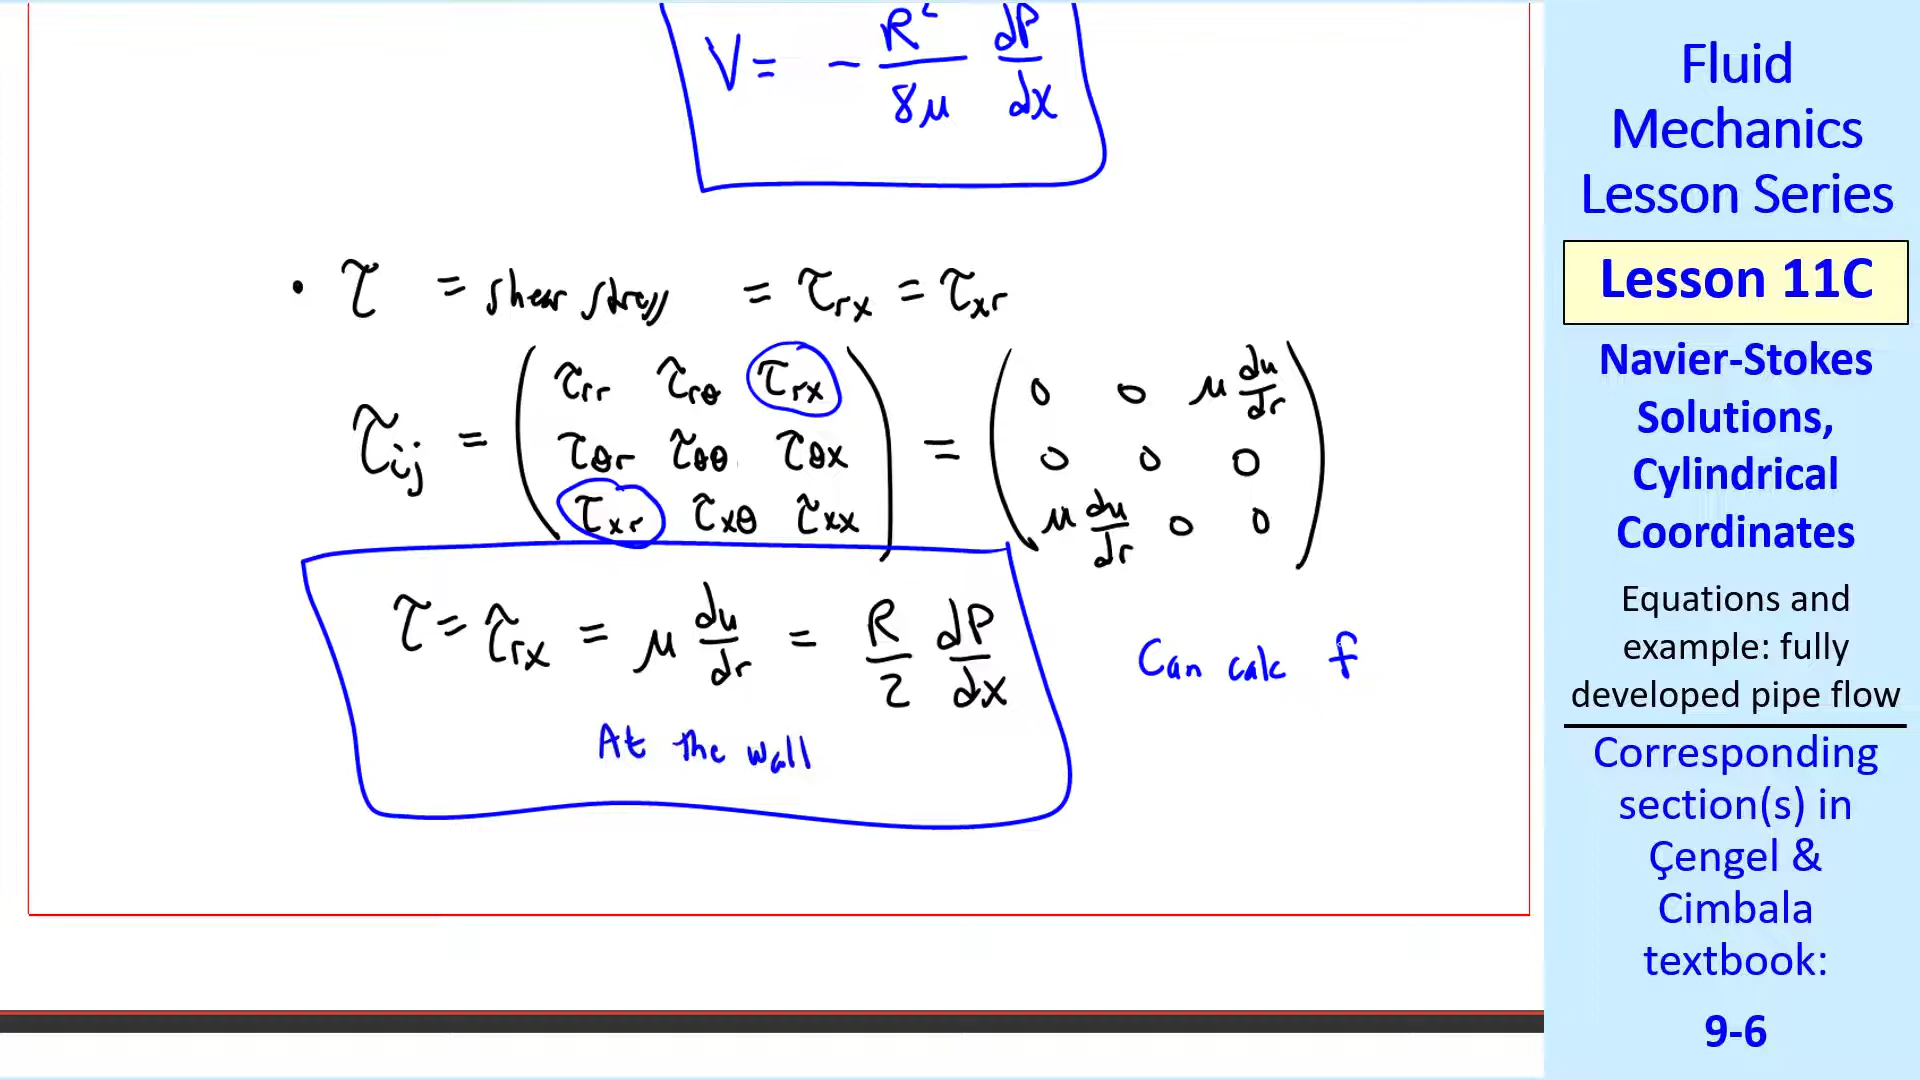 V = - R² / 8μ dP/dx
• τ = shear stress = τrx = τxr
τij = ( τrr τrθ τrx
τθr τθθ τθx
τxr τxθ τxx ) = ( 0 0 μ du/dr
0 0 0
μ du/dr 0 0 )
τ = τrx = μ du/dr = R/2 dP/dx
At the wall
Can calc f
Fluid
Mechanics
Lesson Series
Lesson 11C
Navier-Stokes
Solutions,
Cylindrical
Coordinates
Equations and
example: fully
developed pipe flow
Corresponding
section(s) in
Çengel &
Cimbala
textbook:
9-6